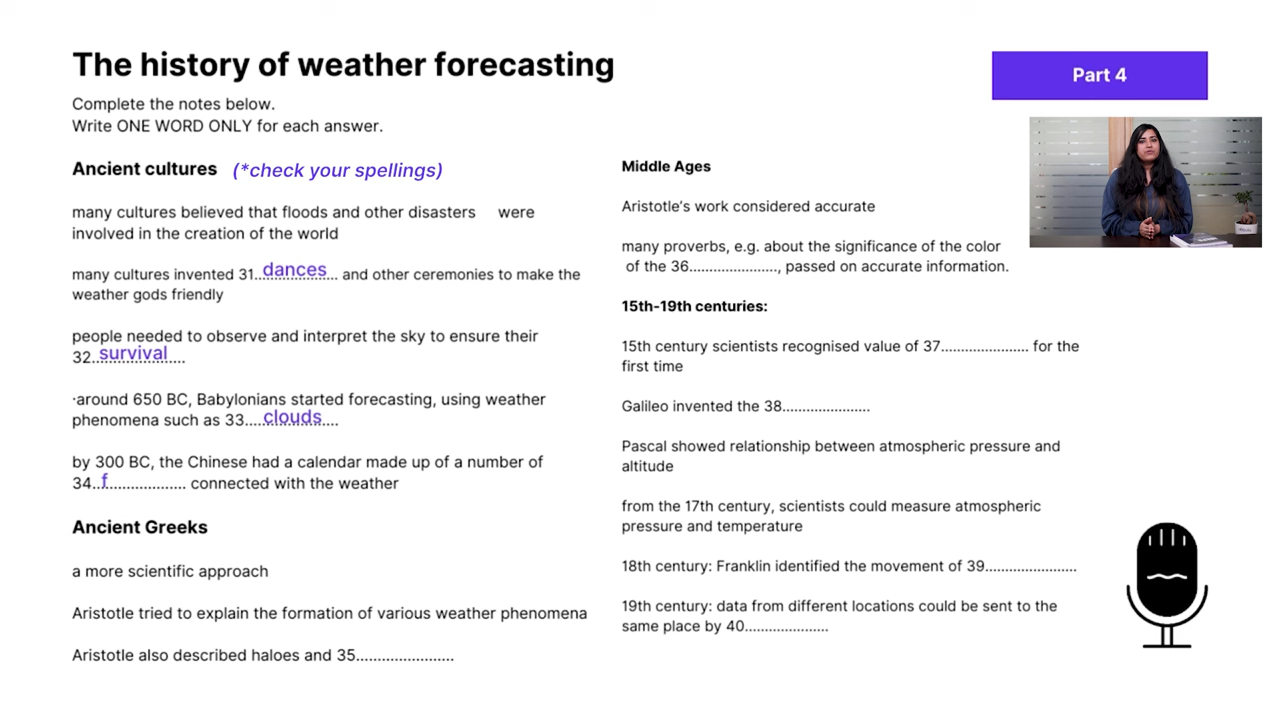 The history of weather forecasting
Part 4
Complete the notes below.
Write ONE WORD ONLY for each answer.
Ancient cultures (*check your spellings)
many cultures believed that floods and other disasters were
involved in the creation of the world
many cultures invented 31..dances... and other ceremonies to make the
weather gods friendly
people needed to observe and interpret the sky to ensure their
32..survival....
·around 650 BC, Babylonians started forecasting, using weather
phenomena such as 33....clouds....
by 300 BC, the Chinese had a calendar made up of a number of
34..f................... connected with the weather
Ancient Greeks
a more scientific approach
Aristotle tried to explain the formation of various weather phenomena
Aristotle also described haloes and 35.......................
Middle Ages
Aristotle's work considered accurate
many proverbs, e.g. about the significance of the color
of the 36....................., passed on accurate information.
15th-19th centuries:
15th century scientists recognised value of 37..................... for the
first time
Galileo invented the 38.....................
Pascal showed relationship between atmospheric pressure and
altitude
from the 17th century, scientists could measure atmospheric
pressure and temperature
18th century: Franklin identified the movement of 39......................
19th century: data from different locations could be sent to the
same place by 40....................